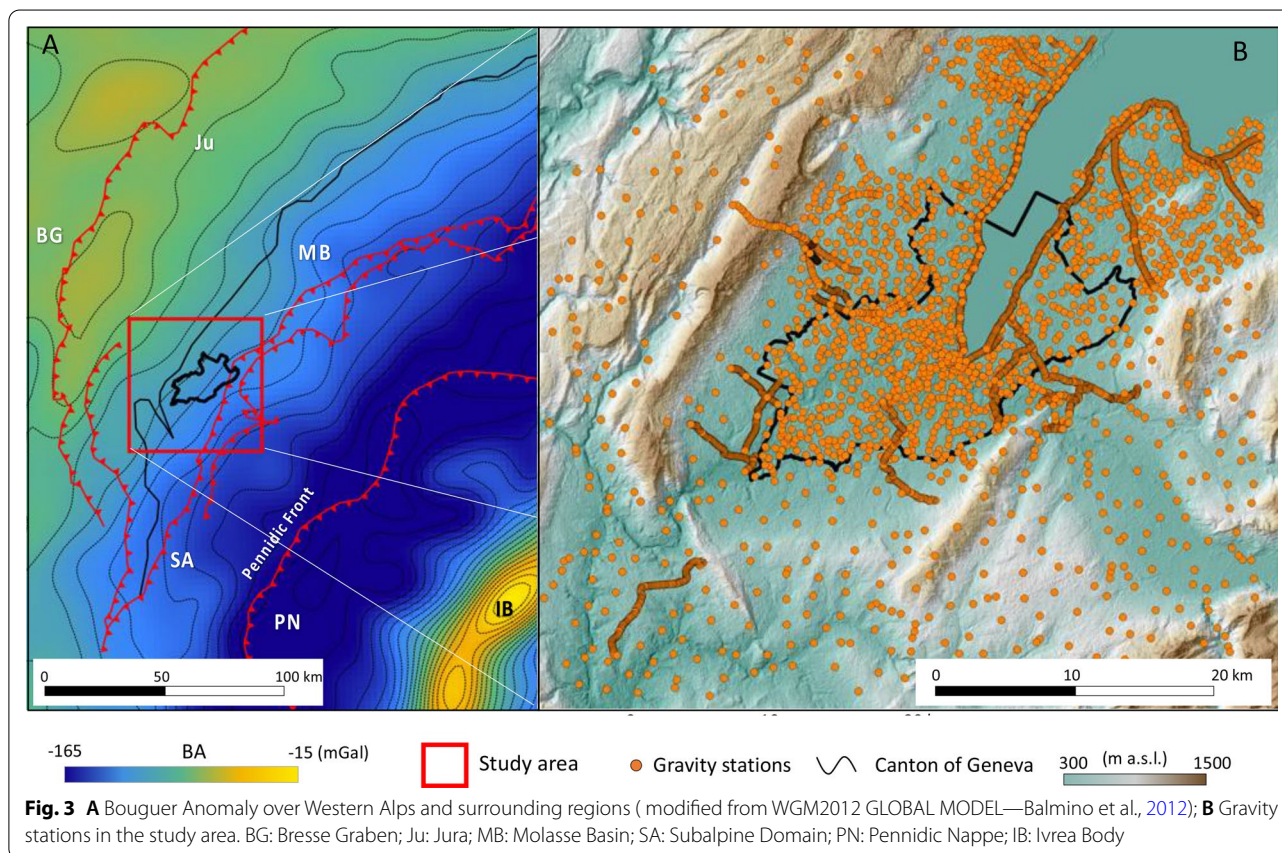 A
B
Ju
BG
MB
SA
Pennidic Front
IB
PN
0 50 100 km
0 10 20 km
-165 BA -15 (mGal)
Study area
Gravity stations
Canton of Geneva
300 (m a.s.l.) 1500
Fig. 3 A Bouguer Anomaly over Western Alps and surrounding regions ( modified from WGM2012 GLOBAL MODEL—Balmino et al., 2012); B Gravity
stations in the study area. BG: Bresse Graben; Ju: Jura; MB: Molasse Basin; SA: Subalpine Domain; PN: Pennidic Nappe; IB: Ivrea Body